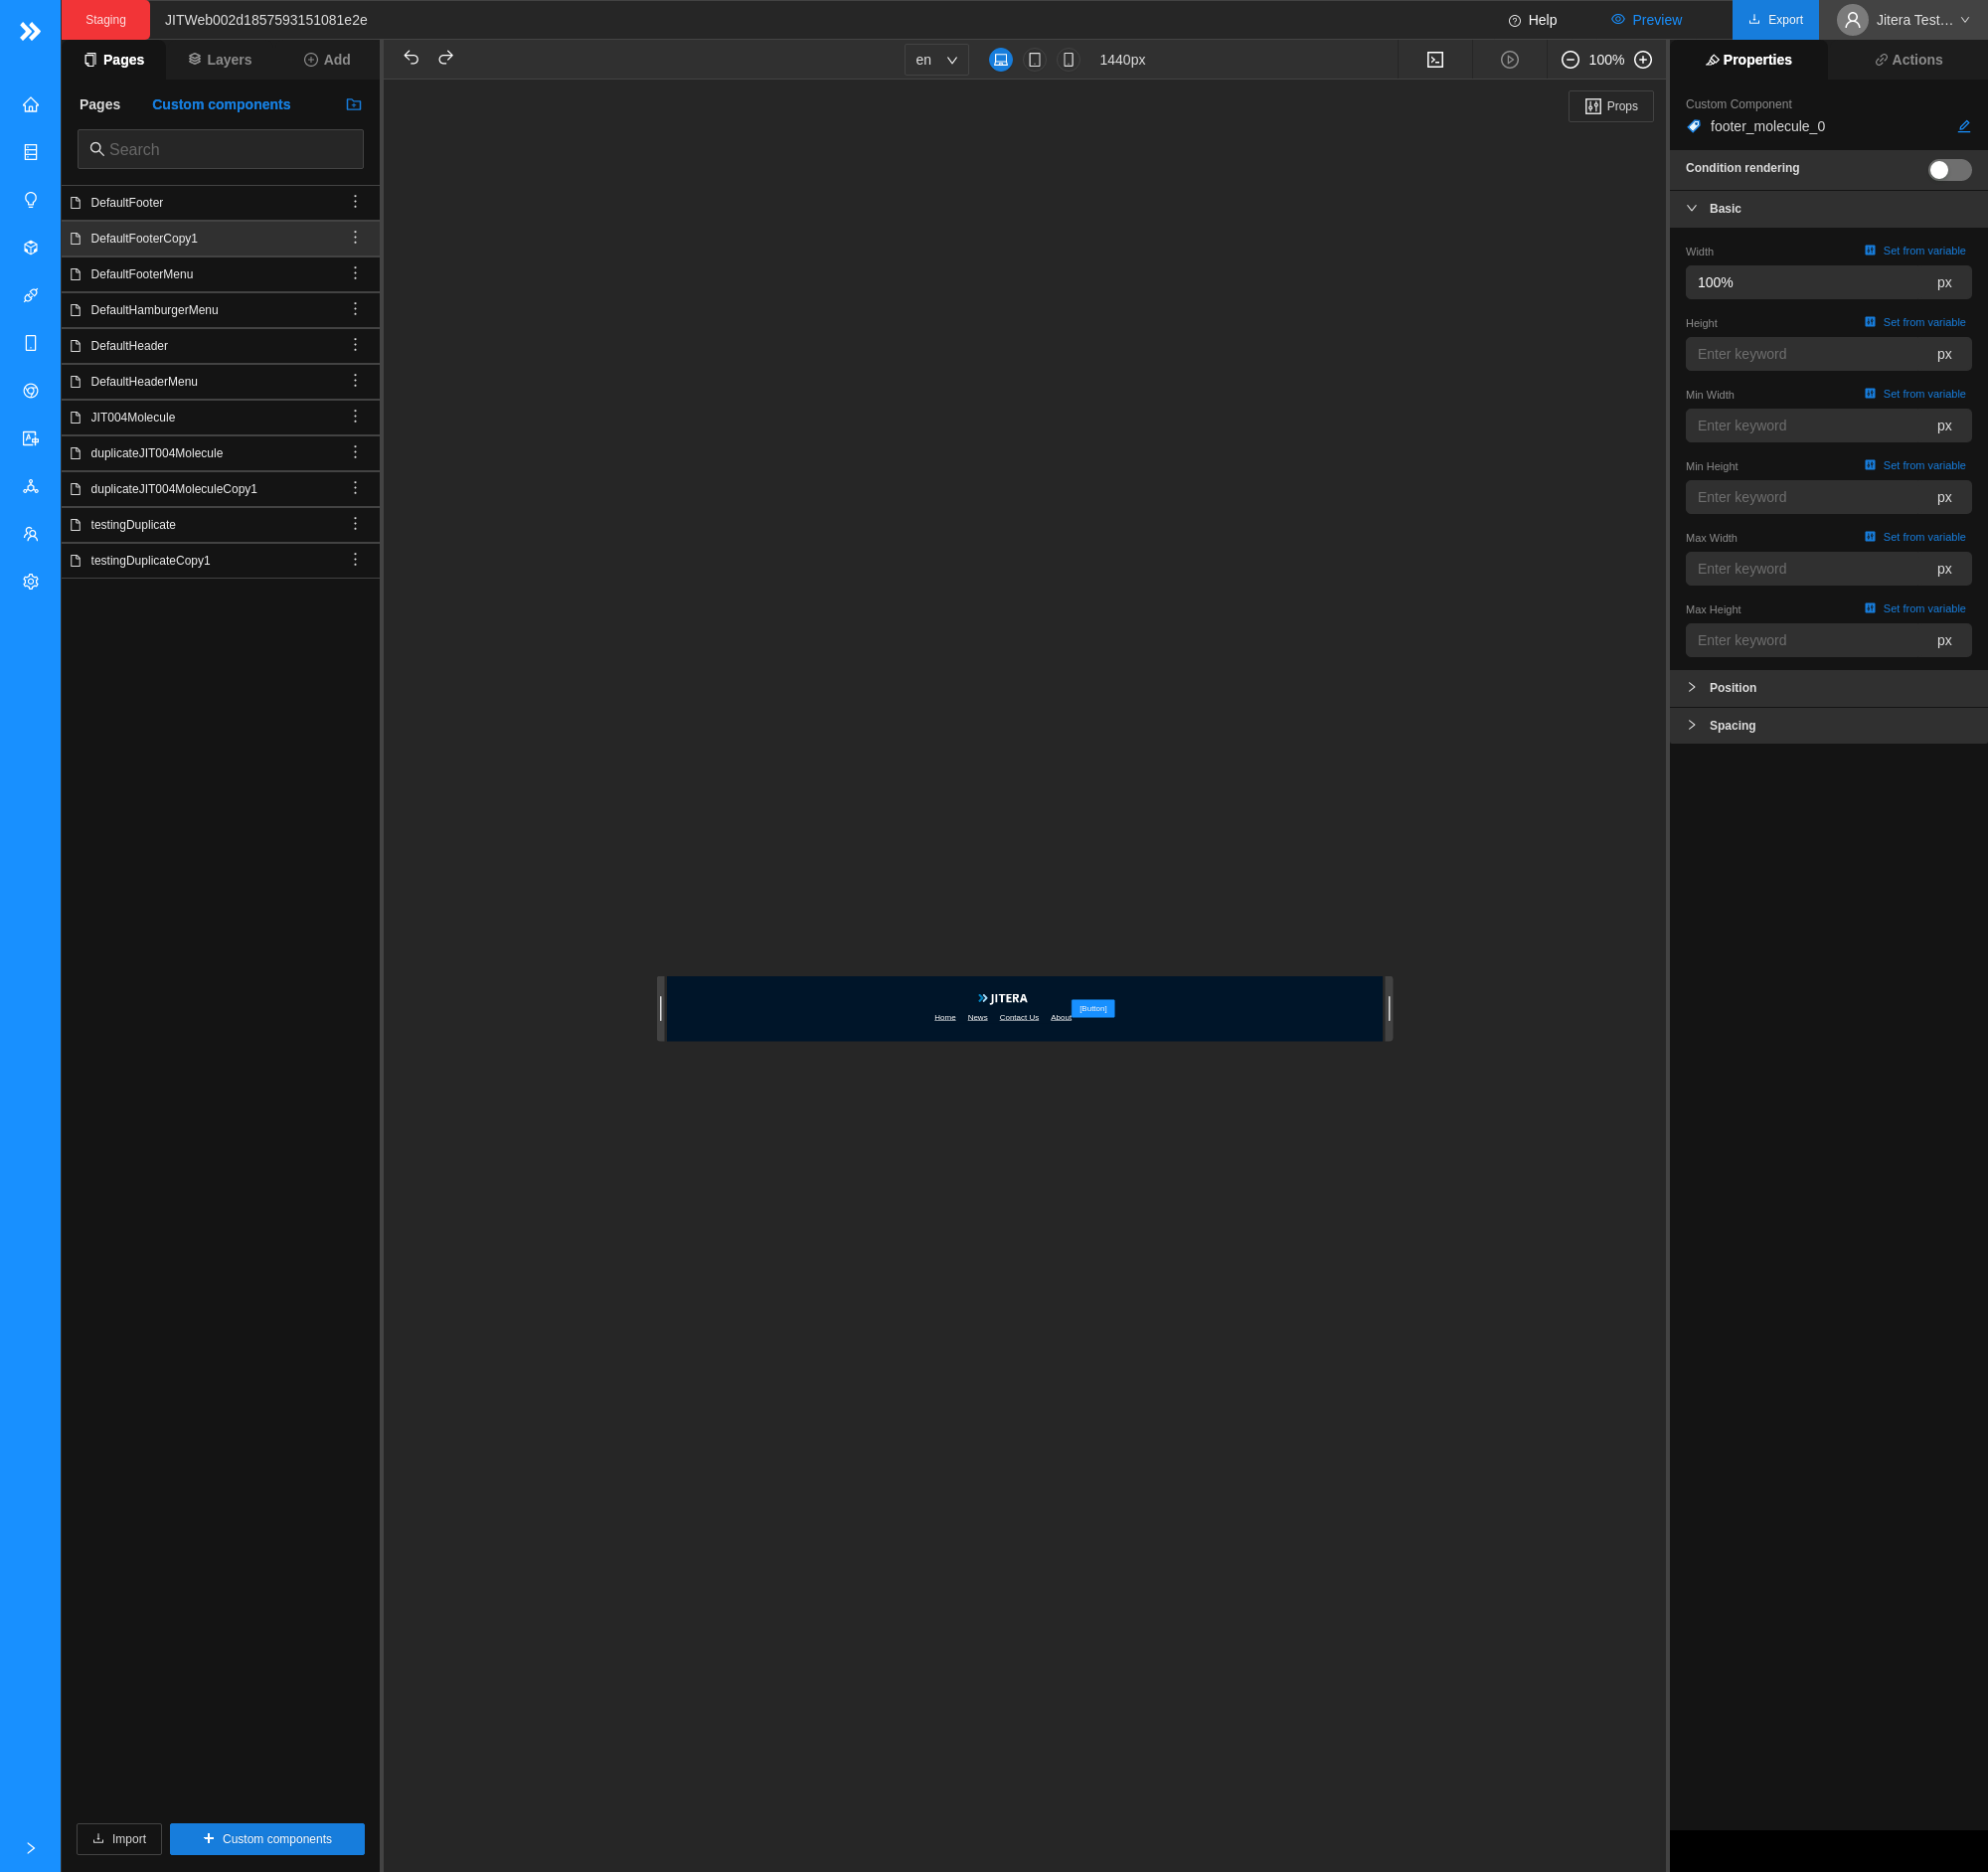 Staging
JITWeb002d1857593151081e2e
Help
Preview
Export
Jitera Test...
Pages
Layers
Add
en
1440px
100%
Properties
Actions
Pages
Custom components
Search
DefaultFooter
DefaultFooterCopy1
DefaultFooterMenu
DefaultHamburgerMenu
DefaultHeader
DefaultHeaderMenu
JIT004Molecule
duplicateJIT004Molecule
duplicateJIT004MoleculeCopy1
testingDuplicate
testingDuplicateCopy1
Import
Custom components
Props
JITERA
Home News Contact Us About
[Button]
Custom Component
footer_molecule_0
Condition rendering
Basic
Width Set from variable
100% px
Height Set from variable
Enter keyword px
Min Width Set from variable
Enter keyword px
Min Height Set from variable
Enter keyword px
Max Width Set from variable
Enter keyword px
Max Height Set from variable
Enter keyword px
Position
Spacing